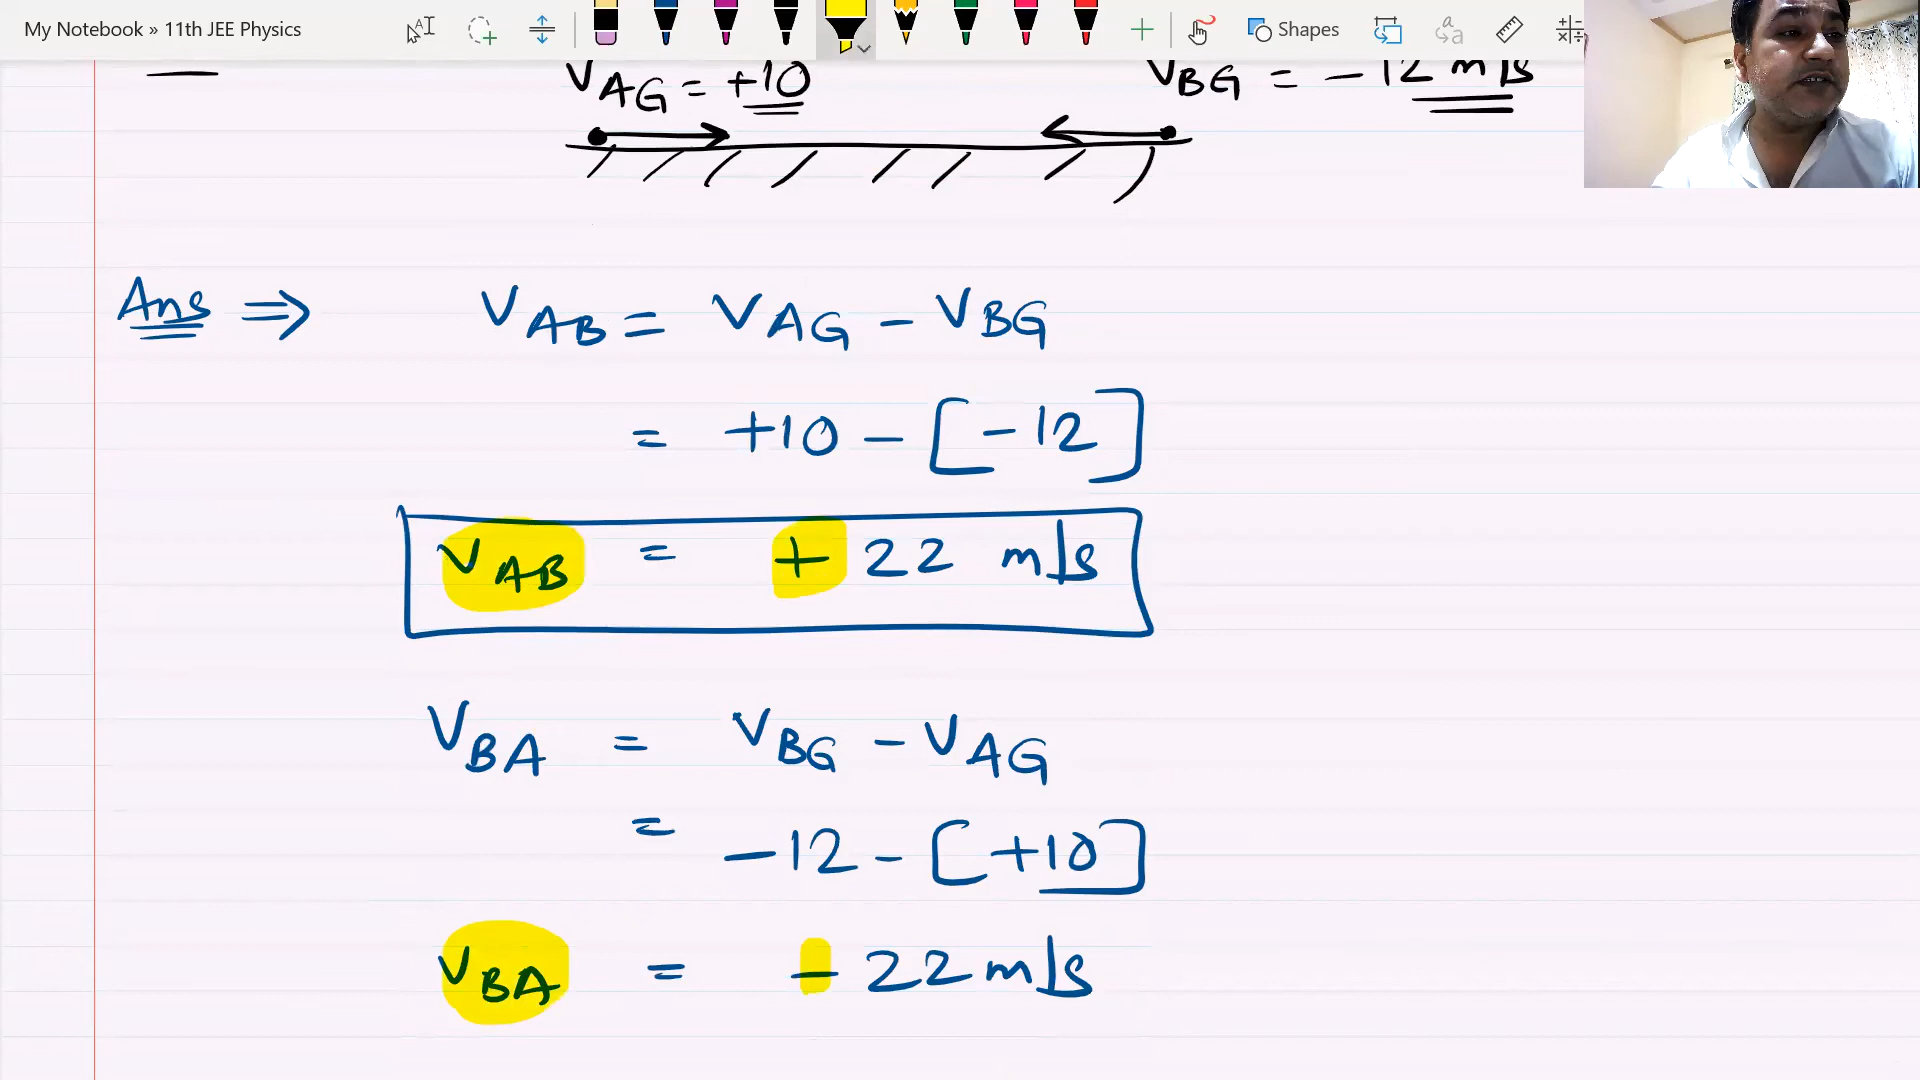 My Notebook » 11th JEE Physics
Shapes
VAG = +10 VBG = -12 m/s
Ans ⇒ VAB = VAG - VBG
= +10 - [-12]
VAB = + 22 m/s
VBA = VBG - VAG
= -12 - [+10]
VBA = - 22 m/s